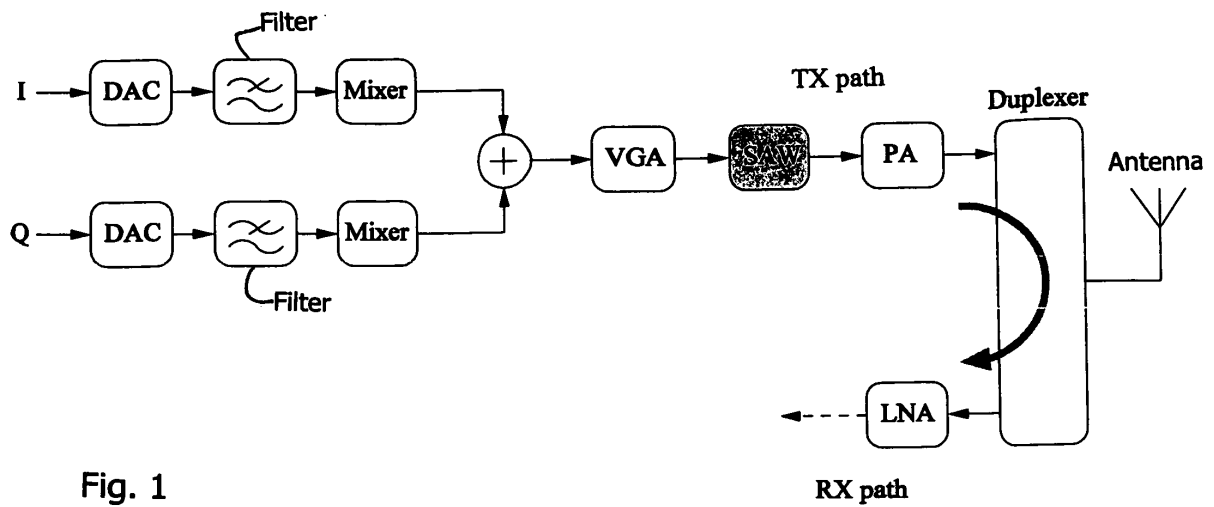 Filter
I
DAC
Mixer
TX path
Duplexer
VGA
SAW
PA
Antenna
Q
DAC
Mixer
Filter
LNA
RX path
Fig. 1